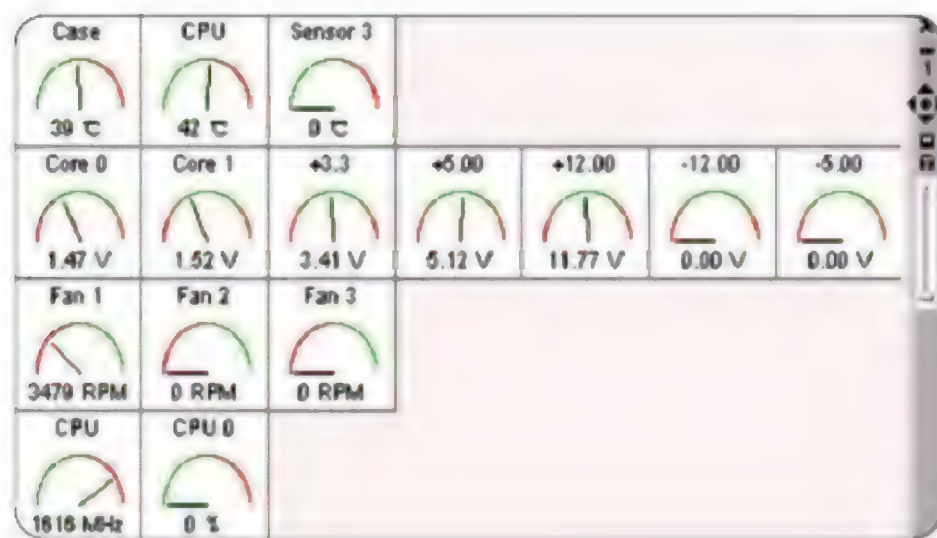 Case CPU Sensor 3
39 °C 42 °C 0 °C
Core 0 Core 1 +3.3 +5.00 +12.00 -12.00 -5.00
1.47 V 1.52 V 3.41 V 5.12 V 11.77 V 0.00 V 0.00 V
Fan 1 Fan 2 Fan 3
3479 RPM 0 RPM 0 RPM
CPU CPU 0
1616 MHz 0 %